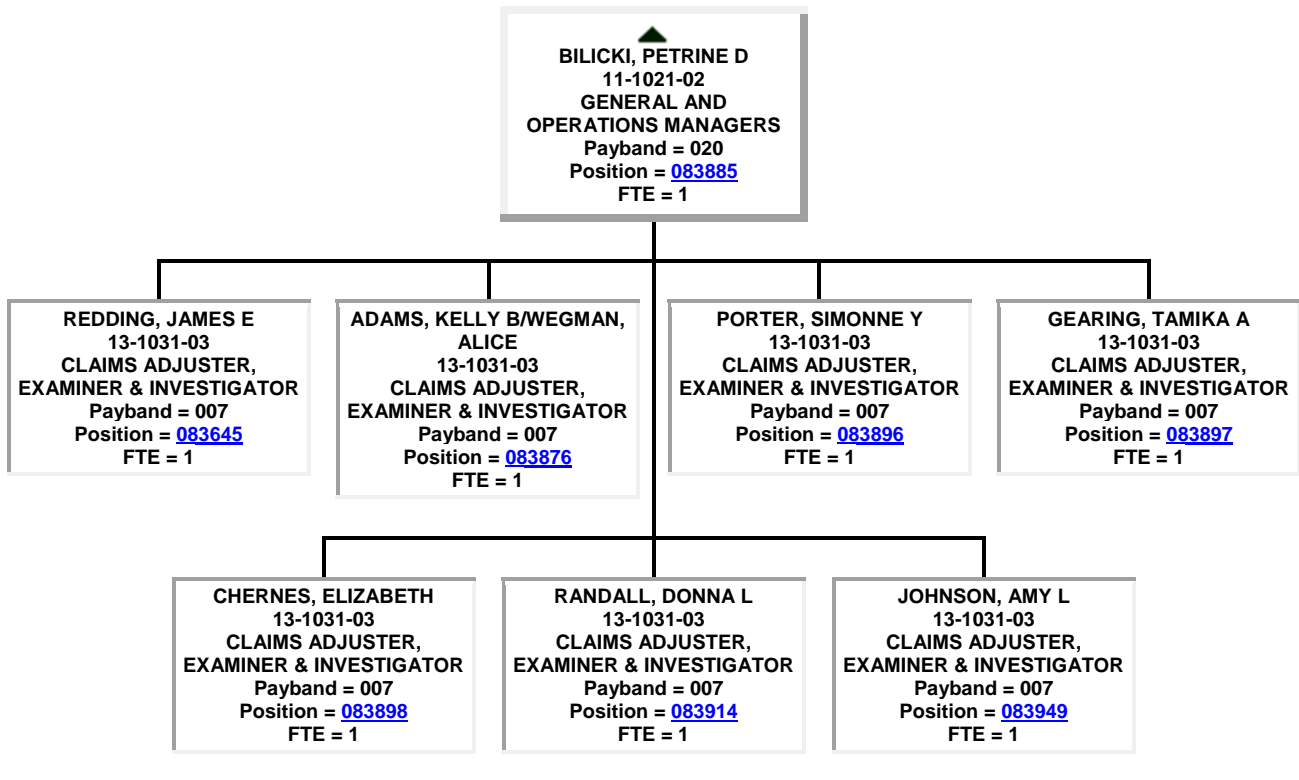 BILICKI, PETRINE D
11-1021-02
GENERAL AND
OPERATIONS MANAGERS
Payband = 020
Position = 083885
FTE = 1
REDDING, JAMES E
13-1031-03
CLAIMS ADJUSTER,
EXAMINER & INVESTIGATOR
Payband = 007
Position = 083645
FTE = 1
ADAMS, KELLY B/WEGMAN,
ALICE
13-1031-03
CLAIMS ADJUSTER,
EXAMINER & INVESTIGATOR
Payband = 007
Position = 083876
FTE = 1
PORTER, SIMONNE Y
13-1031-03
CLAIMS ADJUSTER,
EXAMINER & INVESTIGATOR
Payband = 007
Position = 083896
FTE = 1
GEARING, TAMIKA A
13-1031-03
CLAIMS ADJUSTER,
EXAMINER & INVESTIGATOR
Payband = 007
Position = 083897
FTE = 1
CHERNES, ELIZABETH
13-1031-03
CLAIMS ADJUSTER,
EXAMINER & INVESTIGATOR
Payband = 007
Position = 083898
FTE = 1
RANDALL, DONNA L
13-1031-03
CLAIMS ADJUSTER,
EXAMINER & INVESTIGATOR
Payband = 007
Position = 083914
FTE = 1
JOHNSON, AMY L
13-1031-03
CLAIMS ADJUSTER,
EXAMINER & INVESTIGATOR
Payband = 007
Position = 083949
FTE = 1